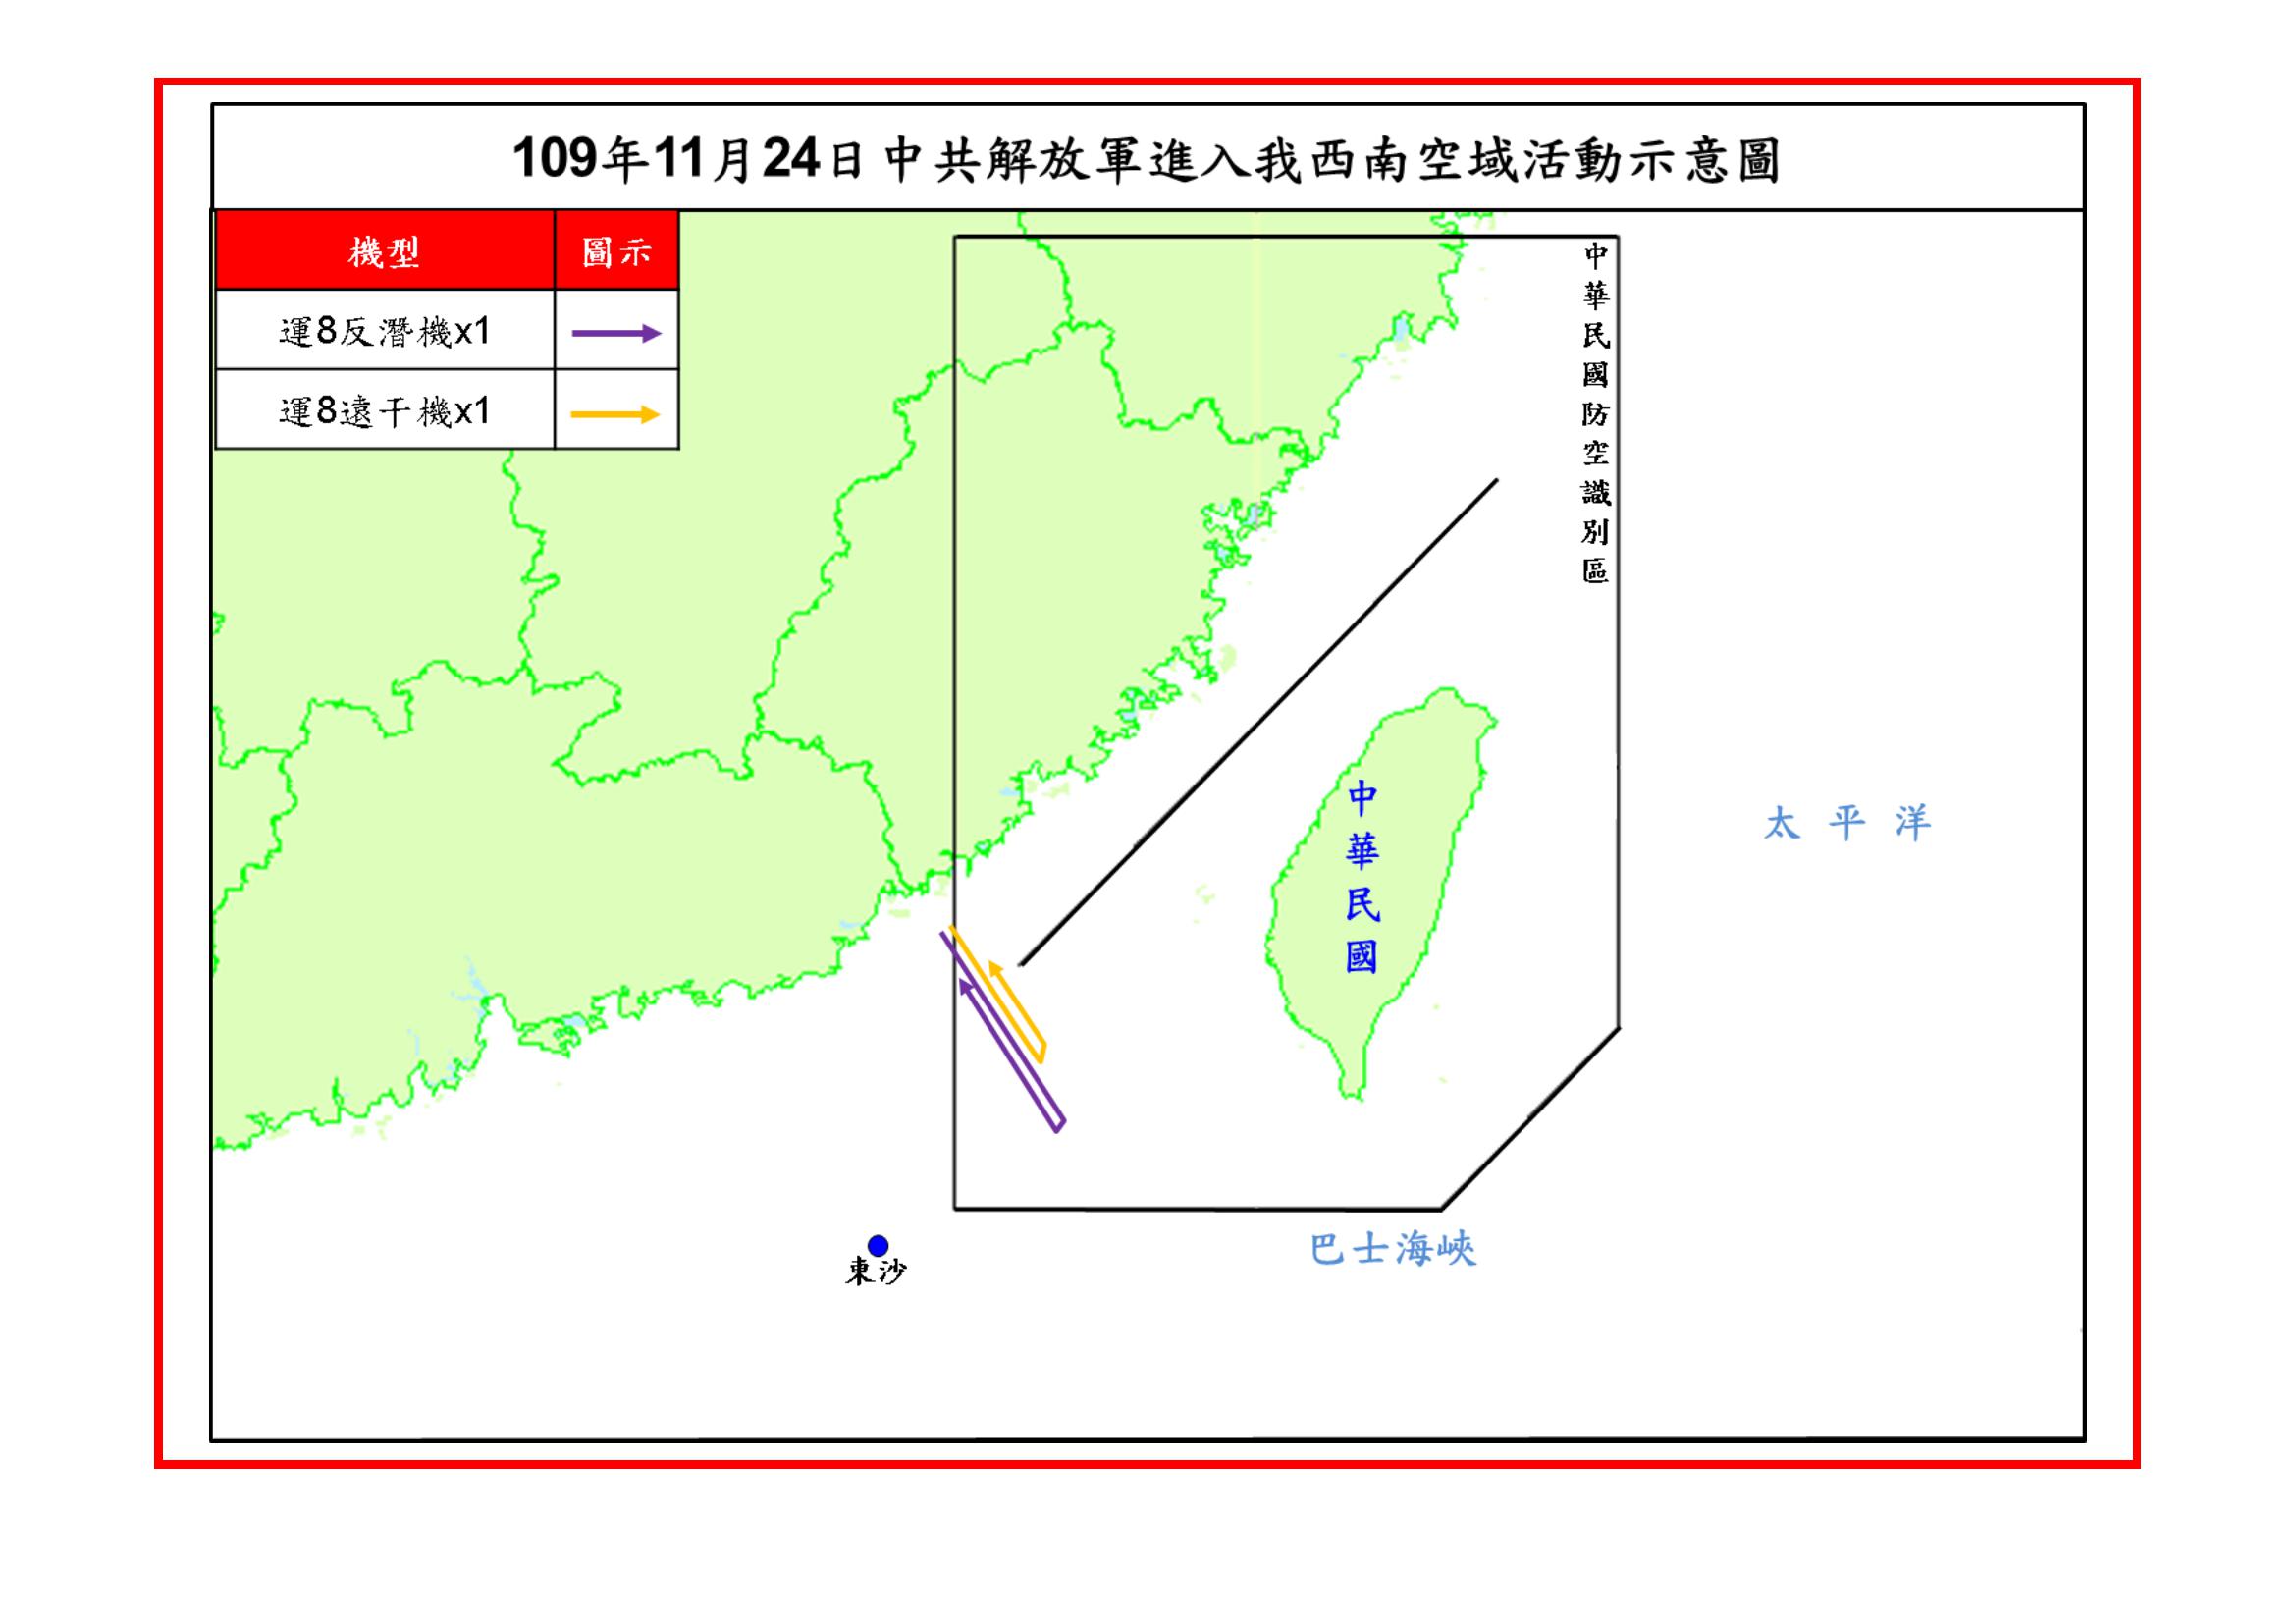 109年11月24日中共解放軍進入我西南空域活動示意圖
機型 圖示
運8反潛機x1
運8遠干機x1
中華民國防空識別區
中華民國
太平洋
巴士海峽
東沙